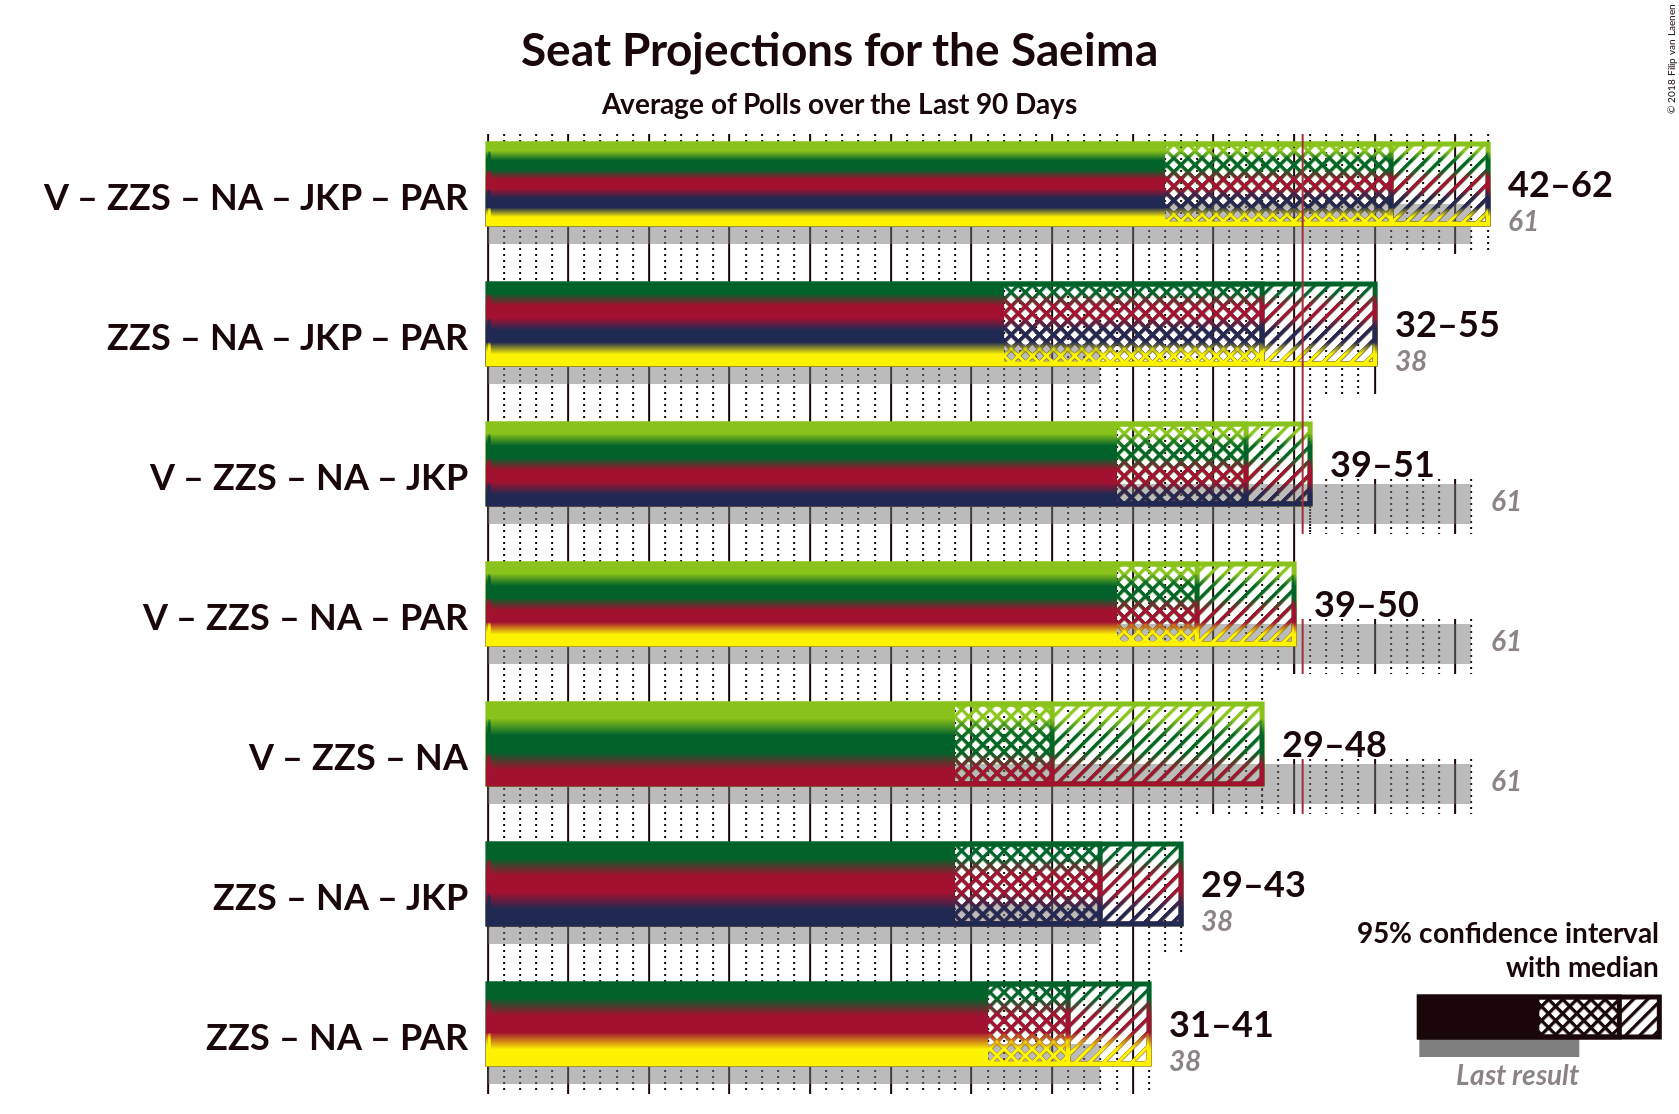 Seat Projections for the Saeima
Average of Polls over the Last 90 Days
© 2018 Filip van Laenen
V – ZZS – NA – JKP – PAR
42–62
61
ZZS – NA – JKP – PAR
32–55
38
V – ZZS – NA – JKP
39–51
61
V – ZZS – NA – PAR
39–50
61
V – ZZS – NA
29–48
61
ZZS – NA – JKP
29–43
38
ZZS – NA – PAR
31–41
38
95% confidence interval
with median
Last result